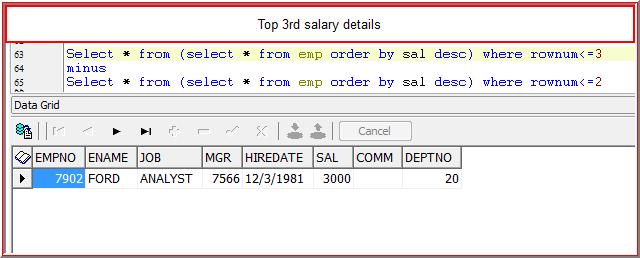 Top 3rd salary details
63 Select * from (select * from emp order by sal desc) where rownum<=3
64 minus
65 Select * from (select * from emp order by sal desc) where rownum<=2
Data Grid
Cancel
EMPNO ENAME JOB MGR HIREDATE SAL COMM DEPTNO
7902 FORD ANALYST 7566 12/3/1981 3000 20